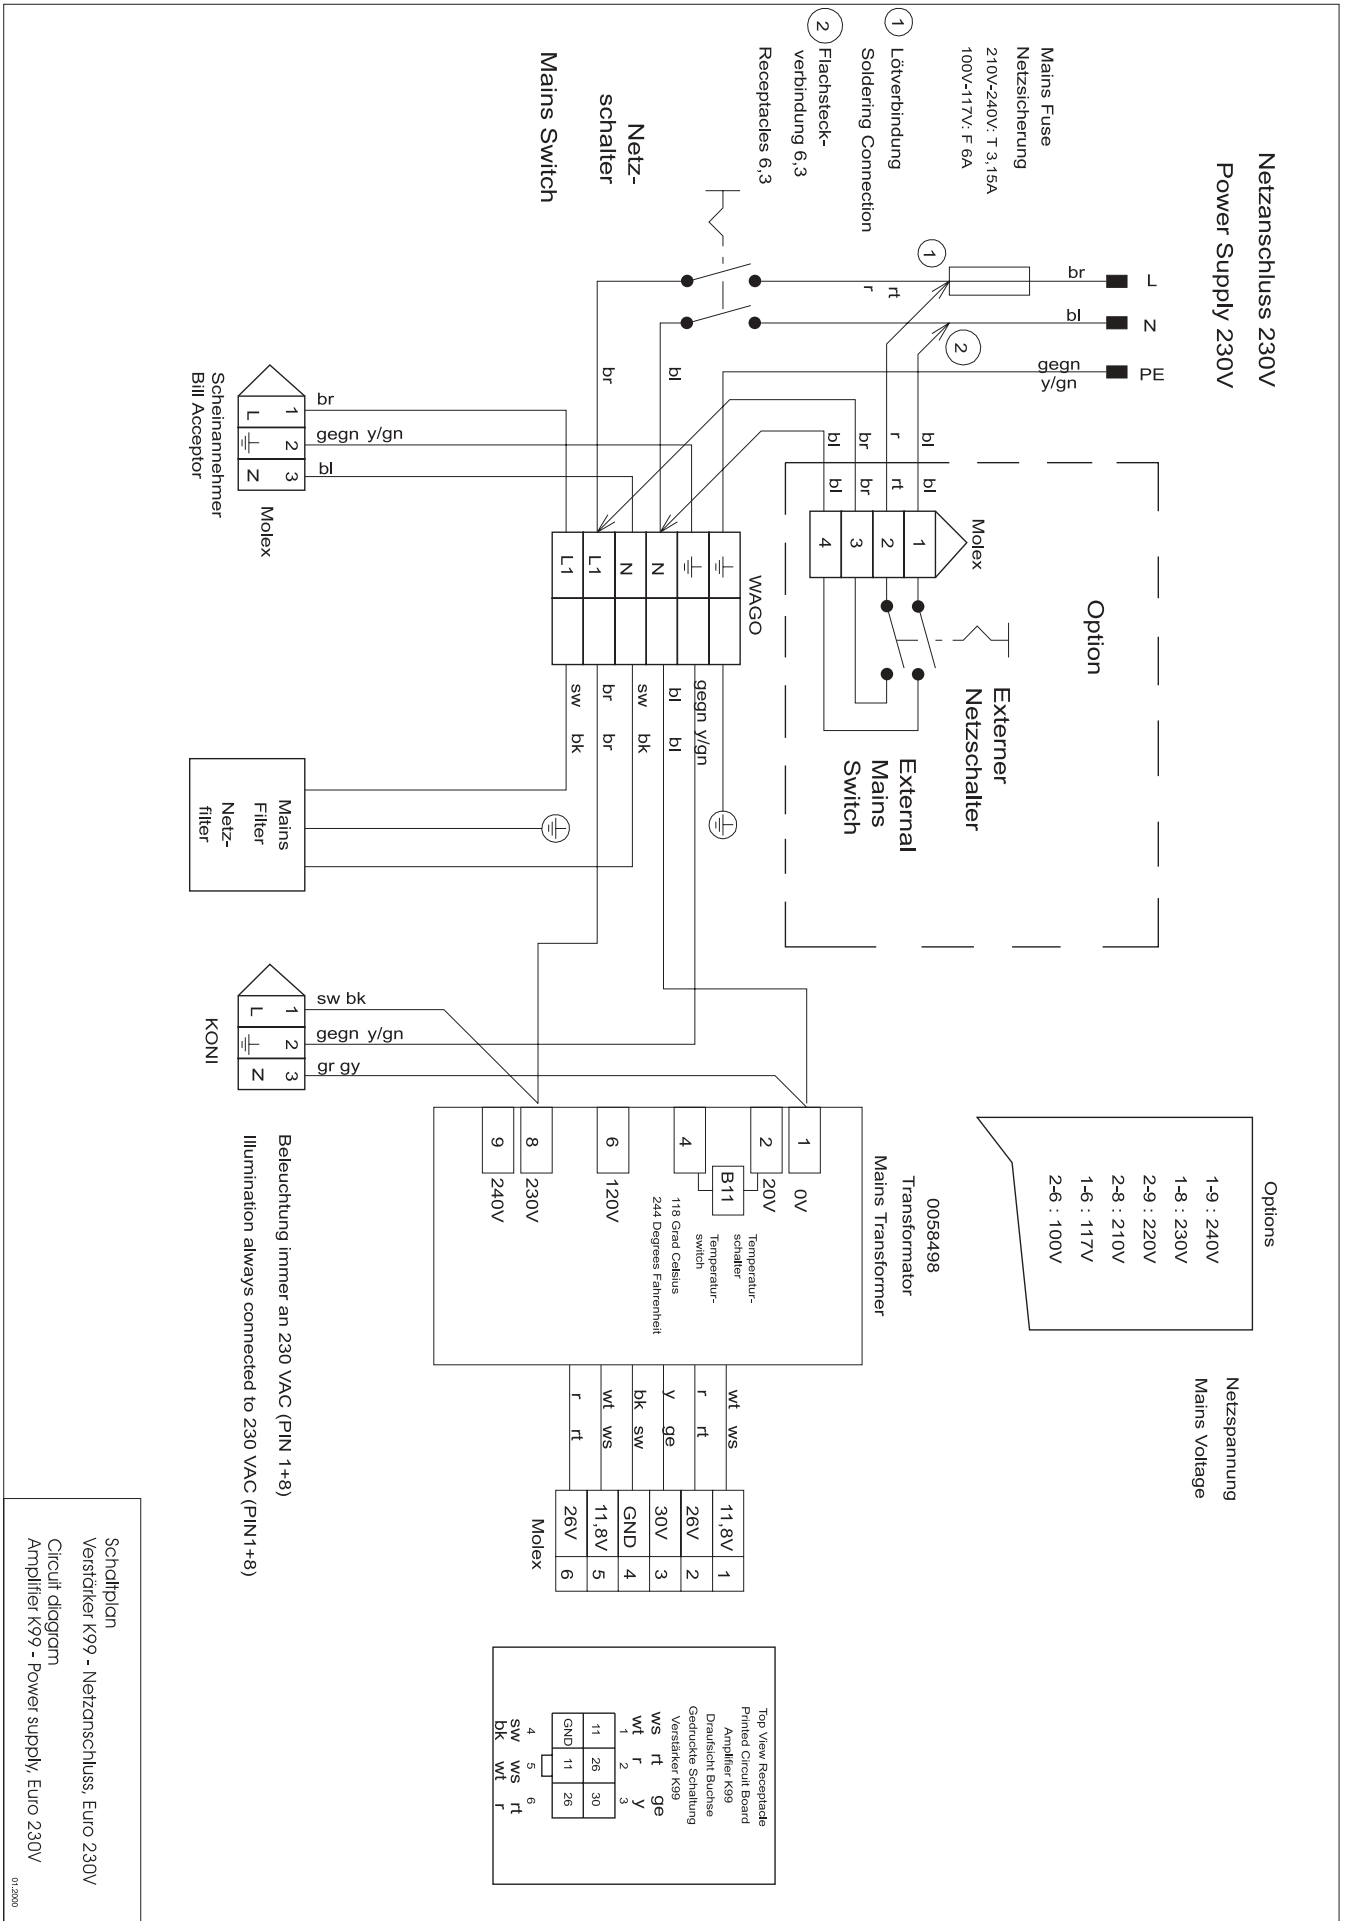 Netzanschluss 230V
Power Supply 230V
Mains Fuse
Netzsicherung
210V-240V: T 3,15A
100V-117V: F 6A
1 Lötverbindung
Soldering Connection
2 Flachsteck-
verbindung 6,3
Receptacles 6,3
Netz-
schalter
Mains Switch
L
N
PE
br
bl
gegn
y/gn
1
2
rt
r
bl
br
bl
r
br
bl
bl
rt
br
bl
Molex
1
2
3
4
Option
Externer
Netzschalter
External
Mains
Switch
WAGO
N
N
L1
L1
gegn y/gn
bl bl
sw bk
br br
sw bk
br
gegn y/gn
bl
1 L
2
3 N
Molex
Scheinannehmer
Bill Acceptor
Mains
Filter
Netz-
filter
sw bk
gegn y/gn
gr gy
1 L
2
3 N
KONI
Options
1-9 : 240V
1-8 : 230V
2-9 : 220V
2-8 : 210V
1-6 : 117V
2-6 : 100V
Netzspannung
Mains Voltage
0058498
Transformator
Mains Transformer
1 0V
2 20V
B11
4
6 120V
8 230V
9 240V
Temperatur-
schalter
Temperatur-
switch
118 Grad Celsius
244 Degrees Fahrenheit
wt ws
r rt
y ge
bk sw
wt ws
r rt
11,8V 1
26V 2
30V 3
GND 4
11,8V 5
26V 6
Molex
Beleuchtung immer an 230 VAC (PIN 1+8)
Illumination always connected to 230 VAC (PIN1+8)
Top View Receptacle
Printed Circuit Board
Amplifier K99
Draufsicht Buchse
Gedruckte Schaltung
Verstärker K99
ws rt ge
wt r y
1 2 3
11 26 30
GND 11 26
4 5 6
sw ws rt
bk wt r
Schaltplan
Verstärker K99 - Netzanschluss, Euro 230V
Circuit diagram
Amplifier K99 - Power supply, Euro 230V
01.2000